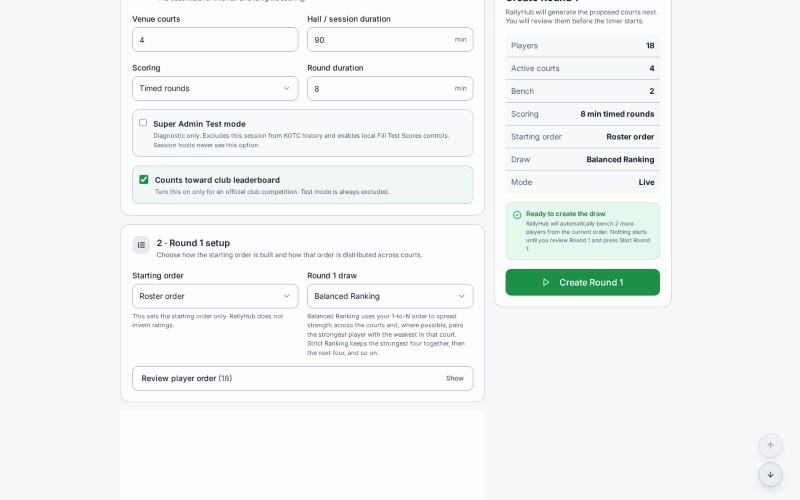 Venue courts
4
Hall / session duration
90 min
Scoring
Timed rounds
Round duration
8 min
Super Admin Test mode
Diagnostic only. Excludes this session from KOTC history and enables local Fill Test Scores controls.
Session hosts never see this option.
Counts toward club leaderboard
Turn this on only for an official club competition. Test mode is always excluded.
2 · Round 1 setup
Choose how the starting order is built and how that order is distributed across courts.
Starting order
Roster order
This sets the starting order only. RallyHub does not
invent ratings.
Round 1 draw
Balanced Ranking
Balanced Ranking uses your 1-to-N order to spread
strength across the courts and, where possible, pairs
the strongest player with the weakest in that court.
Strict Ranking keeps the strongest four together, then
the next four, and so on.
Review player order (18) Show
RallyHub will generate the proposed courts next.
You will review them before the timer starts.
Players 18
Active courts 4
Bench 2
Scoring 8 min timed rounds
Starting order Roster order
Draw Balanced Ranking
Mode Live
Ready to create the draw
RallyHub will automatically bench 2 more
players from the current order. Nothing starts
until you review Round 1 and press Start Round
1.
Create Round 1